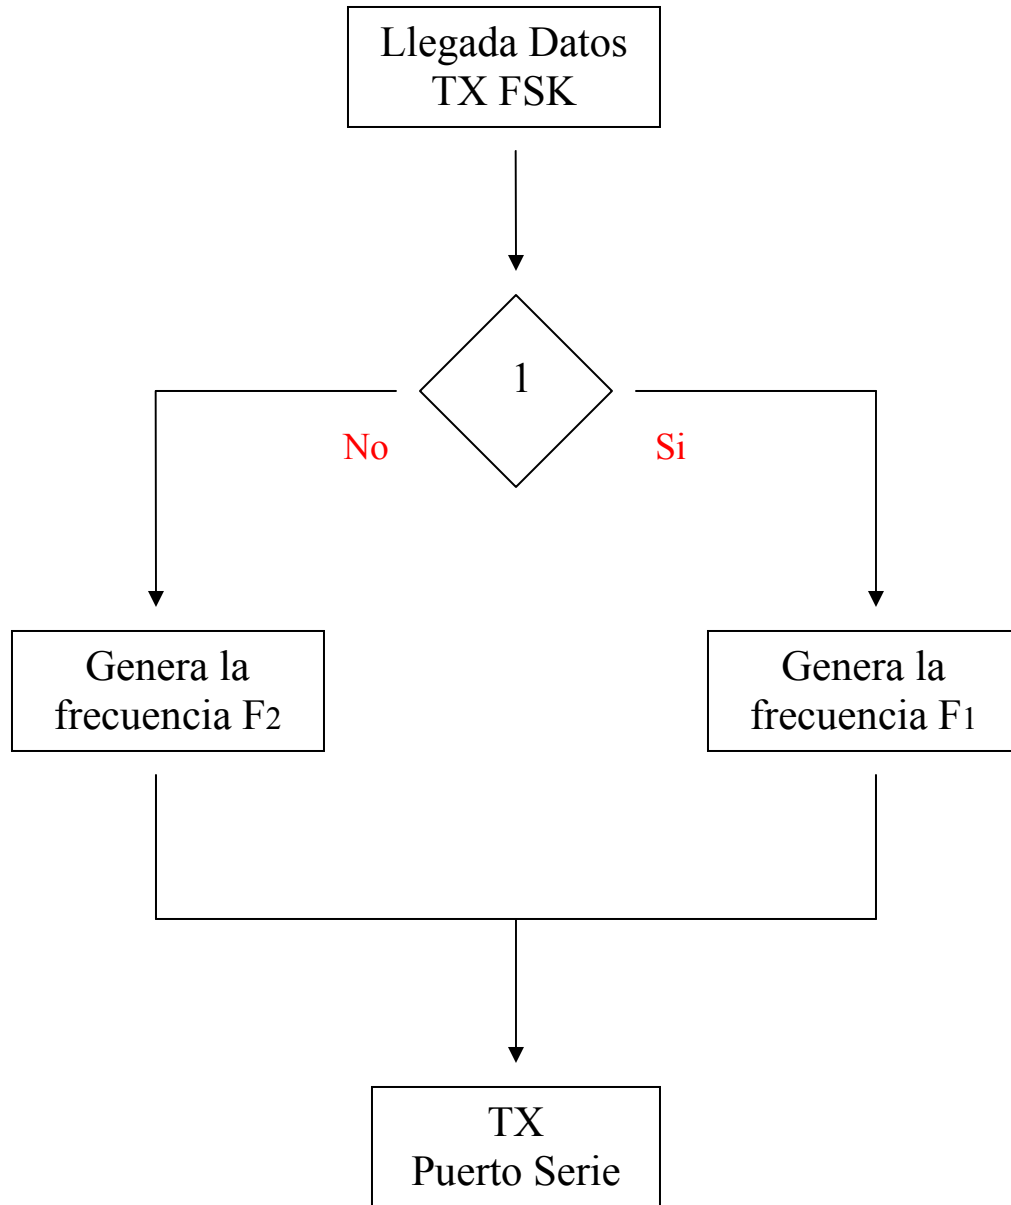 Llegada Datos
TX FSK
1
No
Si
Genera la
frecuencia F2
Genera la
frecuencia F1
TX
Puerto Serie